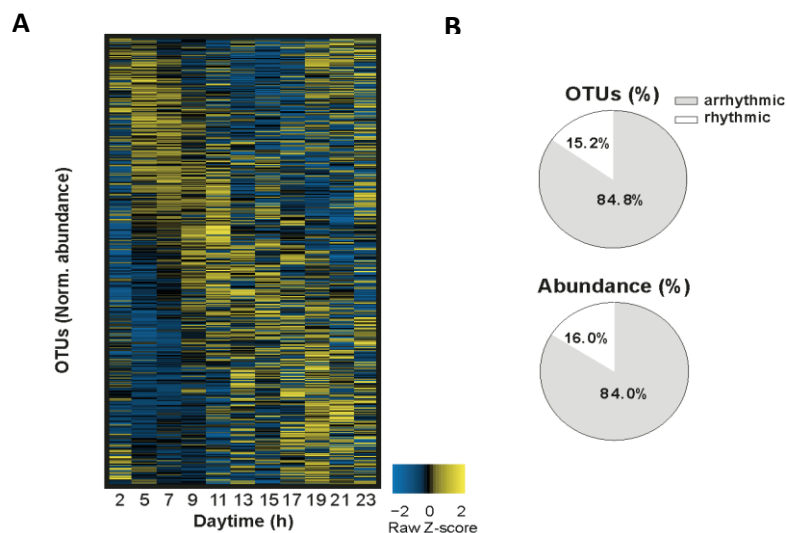 A
B
OTUs (Norm. abundance)
2 5 7 9 11 13 15 17 19 21 23
Daytime (h)
−2 0 2
Raw Z-score
OTUs (%)
arrhythmic
rhythmic
15.2%
84.8%
Abundance (%)
16.0%
84.0%